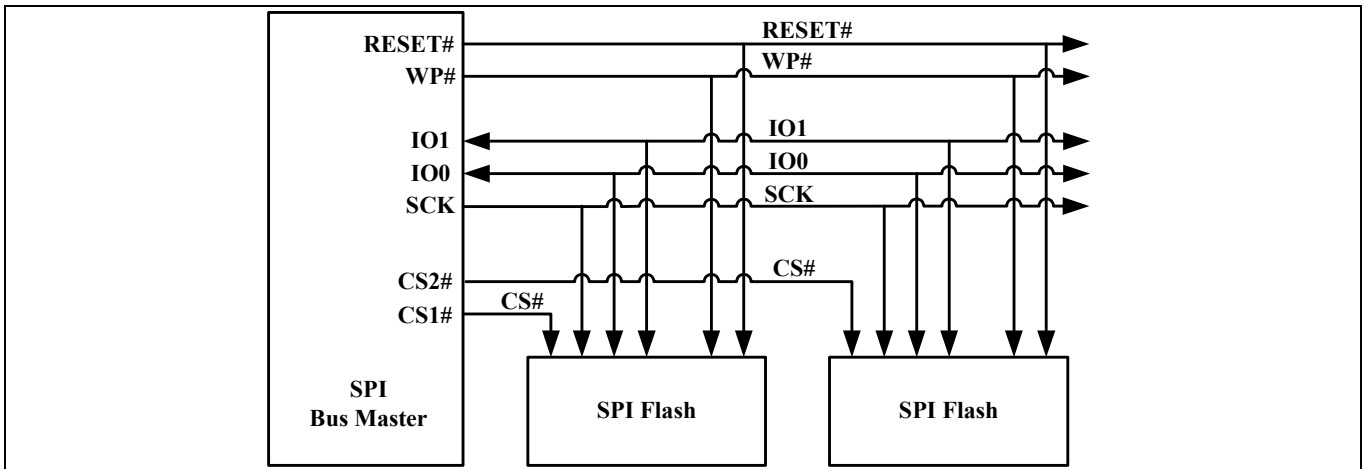 RESET#
RESET#
WP#
WP#
IO1
IO1
IO0
IO0
SCK
SCK
CS2#
CS#
CS1#
CS#
SPI
Bus Master
SPI Flash
SPI Flash